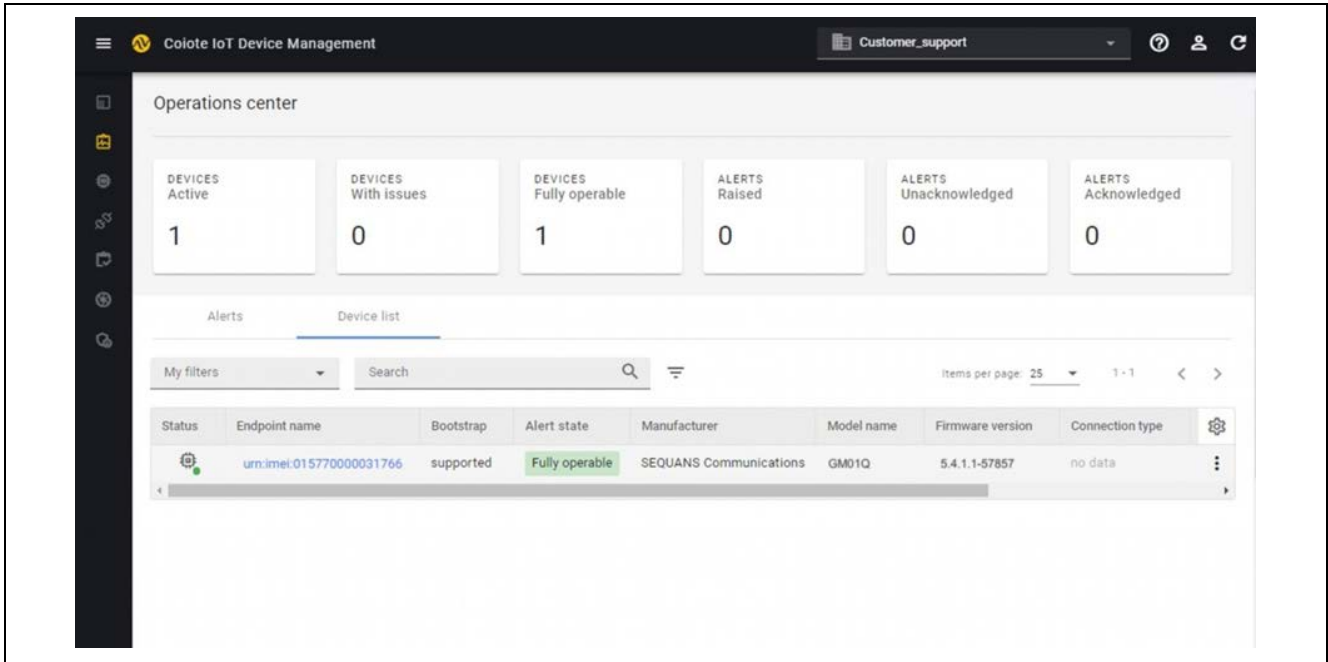 Coiote IoT Device Management
Customer_support
Operations center
DEVICES
Active
1
DEVICES
With issues
0
DEVICES
Fully operable
1
ALERTS
Raised
0
ALERTS
Unacknowledged
0
ALERTS
Acknowledged
0
Alerts Device list
My filters Search Items per page: 25 1 - 1
Status Endpoint name Bootstrap Alert state Manufacturer Model name Firmware version Connection type
urn:imei:015770000031766 supported Fully operable SEQUANS Communications GM01Q 5.4.1.1-57857 no data